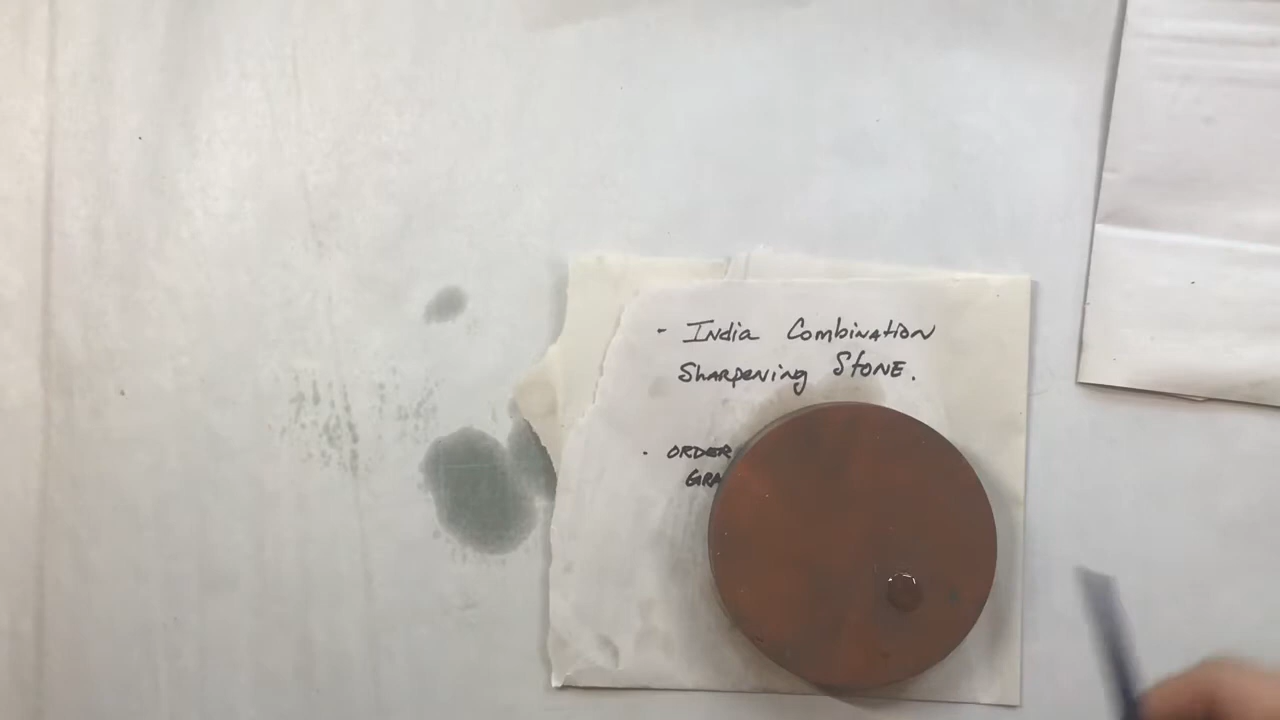 - India Combination
Sharpening Stone.
. ORDER
GRA